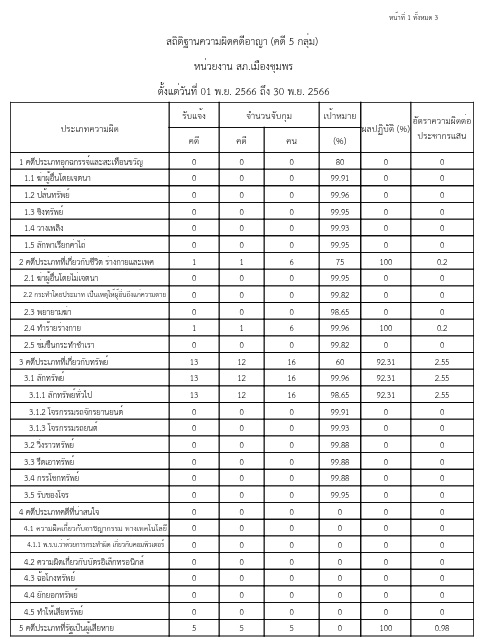 หน้าที่ 1 ทั้งหมด 3
สถิติฐานความผิดคดีอาญา (คดี 5 กลุ่ม)
หน่วยงาน สภ.เมืองชุมพร
ตั้งแต่วันที่ 01 พ.ย. 2566 ถึง 30 พ.ย. 2566
ประเภทความผิด รับแจ้ง จำนวนจับกุม เป้าหมาย ผลปฏิบัติ (%) อัตราความผิดต่อ
ประชากรแสน
คดี คดี คน (%)
1 คดีประเภทอุกฉกรรจ์และสะเทือนขวัญ 0 0 0 80 0 0
1.1 ฆ่าผู้อื่นโดยเจตนา 0 0 0 99.91 0 0
1.2 ปล้นทรัพย์ 0 0 0 99.96 0 0
1.3 ชิงทรัพย์ 0 0 0 99.95 0 0
1.4 วางเพลิง 0 0 0 99.93 0 0
1.5 ลักพาเรียกค่าไถ่ 0 0 0 99.95 0 0
2 คดีประเภทที่เกี่ยวกับชีวิต ร่างกายและเพศ 1 1 6 75 100 0.2
2.1 ฆ่าผู้อื่นโดยไม่เจตนา 0 0 0 99.95 0 0
2.2 กระทำโดยประมาท เป็นเหตุให้ผู้อื่นถึงแก่ความตาย 0 0 0 99.82 0 0
2.3 พยายามฆ่า 0 0 0 98.65 0 0
2.4 ทำร้ายร่างกาย 1 1 6 99.96 100 0.2
2.5 ข่มขืนกระทำชำเรา 0 0 0 99.82 0 0
3 คดีประเภทที่เกี่ยวกับทรัพย์ 13 12 16 60 92.31 2.55
3.1 ลักทรัพย์ 13 12 16 99.96 92.31 2.55
3.1.1 ลักทรัพย์ทั่วไป 13 12 16 98.65 92.31 2.55
3.1.2 โจรกรรมรถจักรยานยนต์ 0 0 0 99.91 0 0
3.1.3 โจรกรรมรถยนต์ 0 0 0 99.93 0 0
3.2 วิ่งราวทรัพย์ 0 0 0 99.88 0 0
3.3 รีดเอาทรัพย์ 0 0 0 99.88 0 0
3.4 กรรโชกทรัพย์ 0 0 0 99.88 0 0
3.5 รับของโจร 0 0 0 99.95 0 0
4 คดีประเภทคดีที่น่าสนใจ 0 0 0 0 0 0
4.1 ความผิดเกี่ยวกับอาชญากรรม ทางเทคโนโลยี 0 0 0 0 0 0
4.1.1 พ.ร.บ.ว่าด้วยการกระทำผิด เกี่ยวกับคอมพิวเตอร์ 0 0 0 0 0 0
4.2 ความผิดเกี่ยวกับบัตรอิเล็กทรอนิกส์ 0 0 0 0 0 0
4.3 ฉ้อโกงทรัพย์ 0 0 0 0 0 0
4.4 ยักยอกทรัพย์ 0 0 0 0 0 0
4.5 ทำให้เสียทรัพย์ 0 0 0 0 0 0
5 คดีประเภทที่รัฐเป็นผู้เสียหาย 5 5 5 0 100 0.98